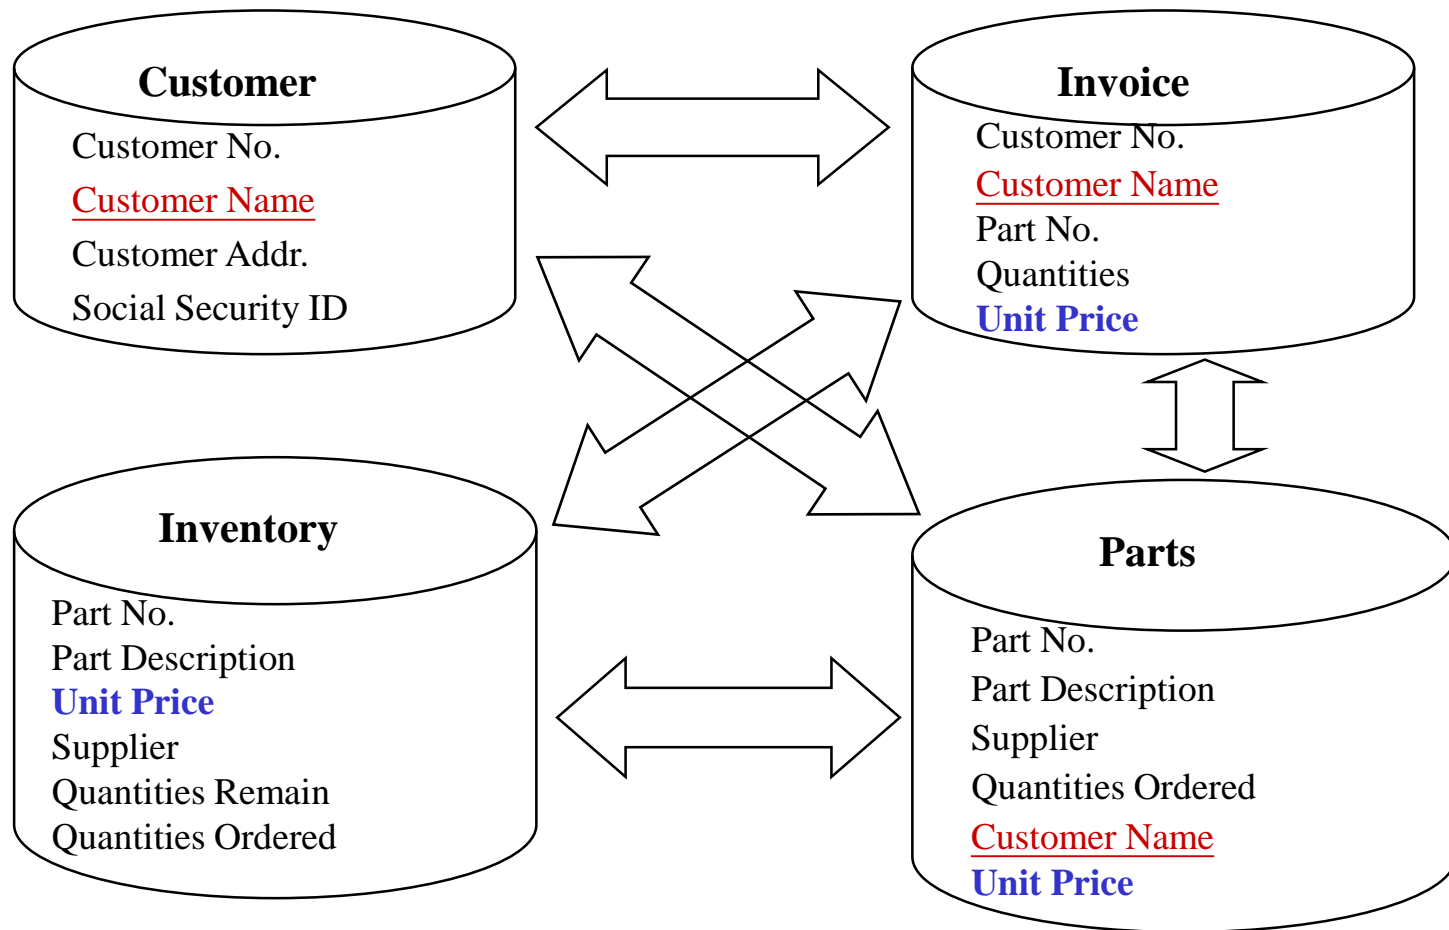 Customer
Customer No.
Customer Name
Customer Addr.
Social Security ID
Invoice
Customer No.
Customer Name
Part No.
Quantities
Unit Price
Inventory
Part No.
Part Description
Unit Price
Supplier
Quantities Remain
Quantities Ordered
Parts
Part No.
Part Description
Supplier
Quantities Ordered
Customer Name
Unit Price